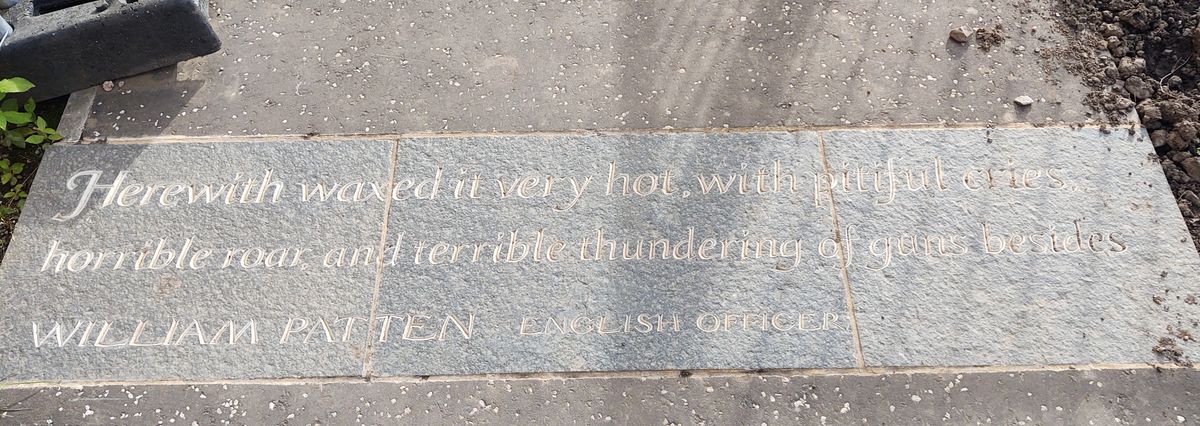 Herewith waxed it very hot, with pitiful cries,
horrible roar, and terrible thundering of guns besides
WILLIAM PATTEN ENGLISH OFFICER